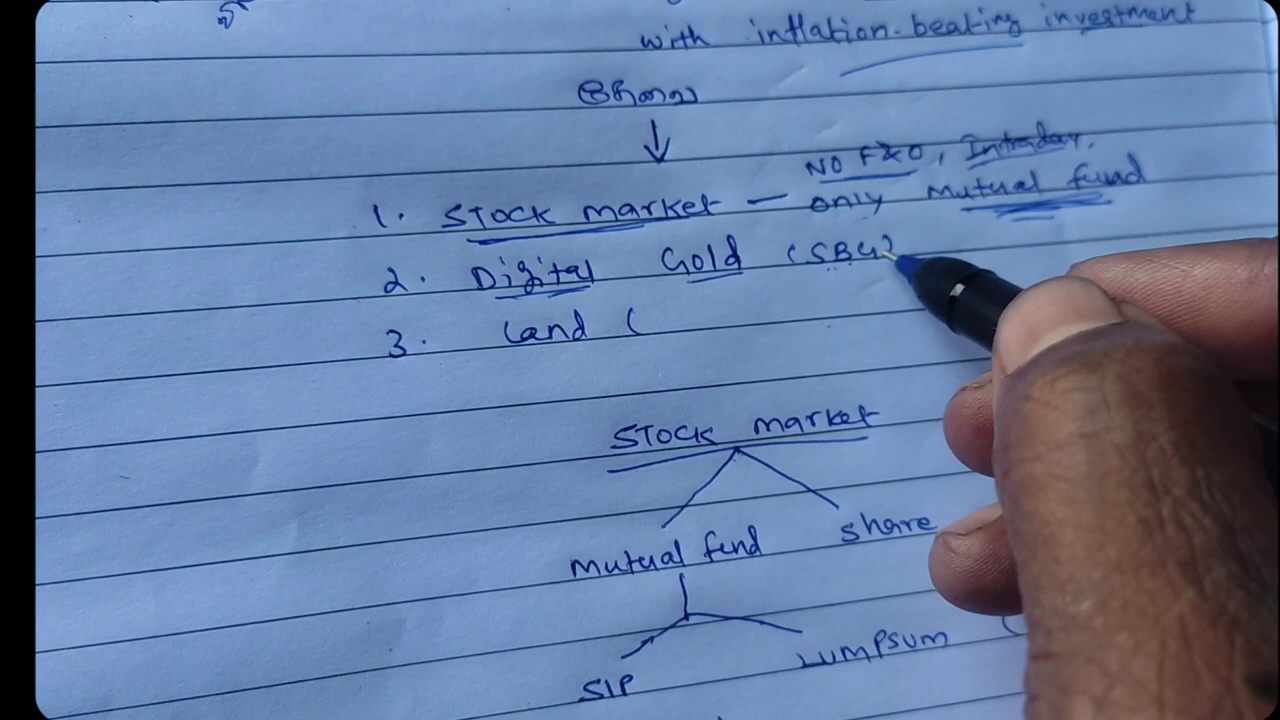 with inflation-beating investment
NO F&O, Intraday,
1. STOCK market — only mutual fund
2. Digital Gold (SBG)
3. Land (
STOCK market
mutual fund share
SIP Lumpsum (